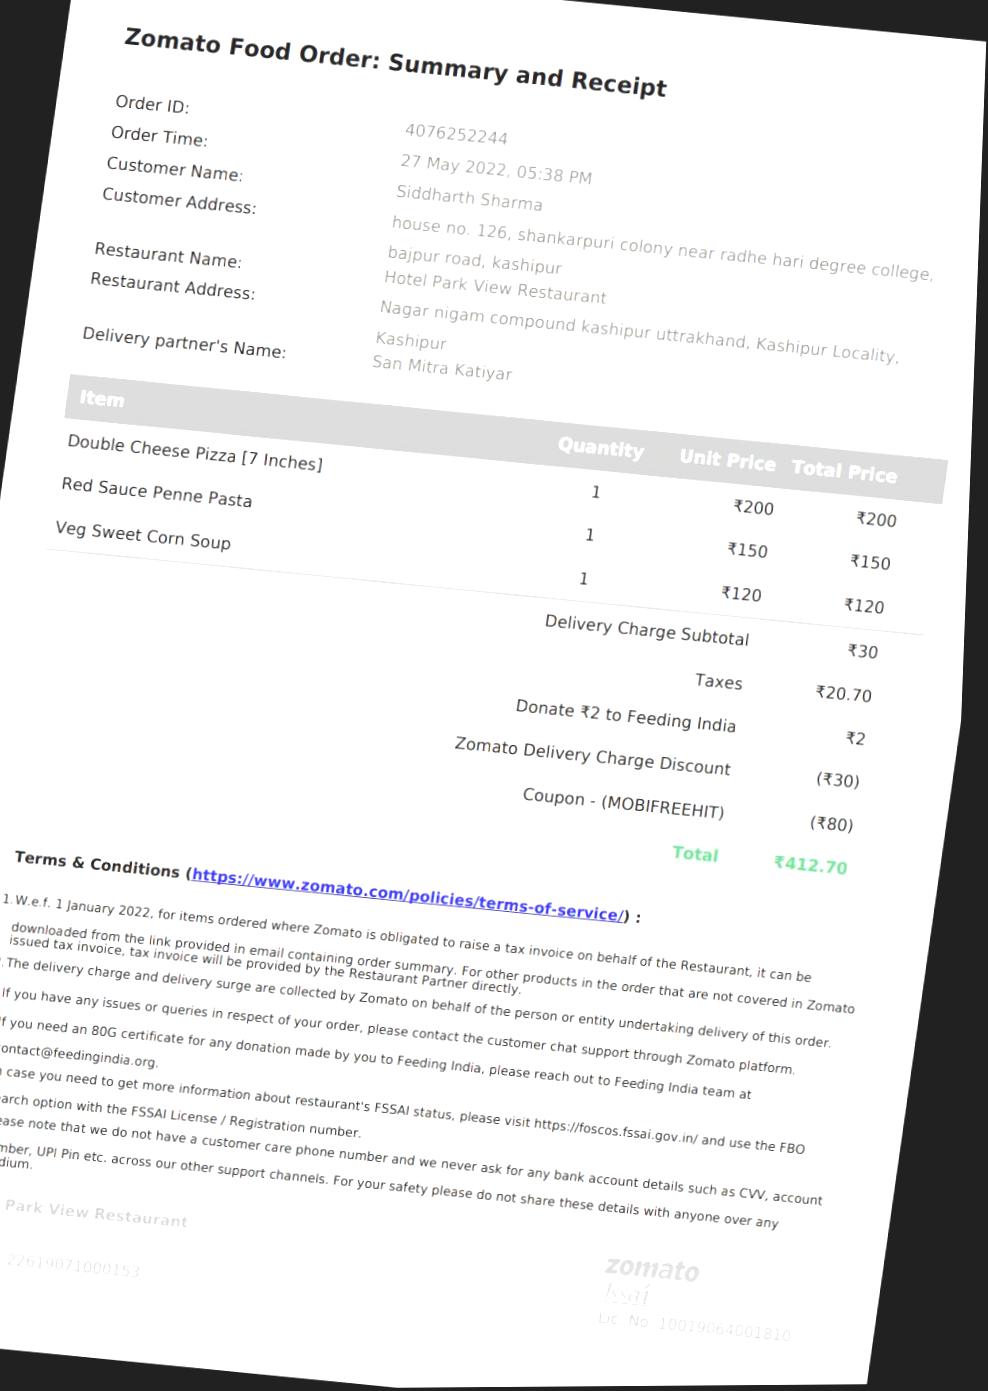 Zomato Food Order: Summary and Receipt
Order ID: 4076252244
Order Time: 27 May 2022, 05:38 PM
Customer Name: Siddharth Sharma
Customer Address: house no. 126, shankarpuri colony near radhe hari degree college,
bajpur road, kashipur
Restaurant Name: Hotel Park View Restaurant
Restaurant Address: Nagar nigam compound kashipur uttrakhand, Kashipur Locality,
Kashipur
Delivery partner's Name: San Mitra Katiyar
Item Quantity Unit Price Total Price
Double Cheese Pizza [7 Inches] 1 ₹200 ₹200
Red Sauce Penne Pasta 1 ₹150 ₹150
Veg Sweet Corn Soup 1 ₹120 ₹120
Delivery Charge Subtotal ₹30
Taxes ₹20.70
Donate ₹2 to Feeding India ₹2
Zomato Delivery Charge Discount (₹30)
Coupon - (MOBIFREEHIT) (₹80)
Total ₹412.70
Terms & Conditions (https://www.zomato.com/policies/terms-of-service/) :
1. W.e.f. 1 January 2022, for items ordered where Zomato is obligated to raise a tax invoice on behalf of the Restaurant, it can be
downloaded from the link provided in email containing order summary. For other products in the order that are not covered in Zomato
issued tax invoice, tax invoice will be provided by the Restaurant Partner directly.
The delivery charge and delivery surge are collected by Zomato on behalf of the person or entity undertaking delivery of this order.
If you have any issues or queries in respect of your order, please contact the customer chat support through Zomato platform.
If you need an 80G certificate for any donation made by you to Feeding India, please reach out to Feeding India team at
ontact@feedingindia.org.
case you need to get more information about restaurant's FSSAI status, please visit https://foscos.fssai.gov.in/ and use the FBO
arch option with the FSSAI License / Registration number.
ease note that we do not have a customer care phone number and we never ask for any bank account details such as CVV, account
mber, UPI Pin etc. across our other support channels. For your safety please do not share these details with anyone over any
dium.
Park View Restaurant
22619071000153
zomato
fssai
Lic. No. 10019064001810